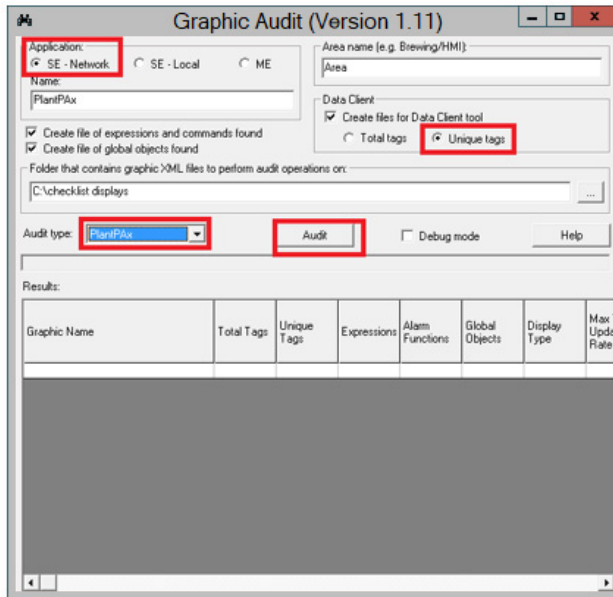 Graphic Audit (Version 1.11)
Application:
SE - Network SE - Local ME
Name:
PlantPAx
Area name (e.g. Brewing/HMI):
Area
Data Client
Create files for Data Client tool
Total tags Unique tags
Create file of expressions and commands found
Create file of global objects found
Folder that contains graphic XML files to perform audit operations on:
C:\checklist displays
...
Audit type: PlantPAx Audit Debug mode Help
Results:
Graphic Name Total Tags Unique Tags Expressions Alarm Functions Global Objects Display Type Max Upda Rate